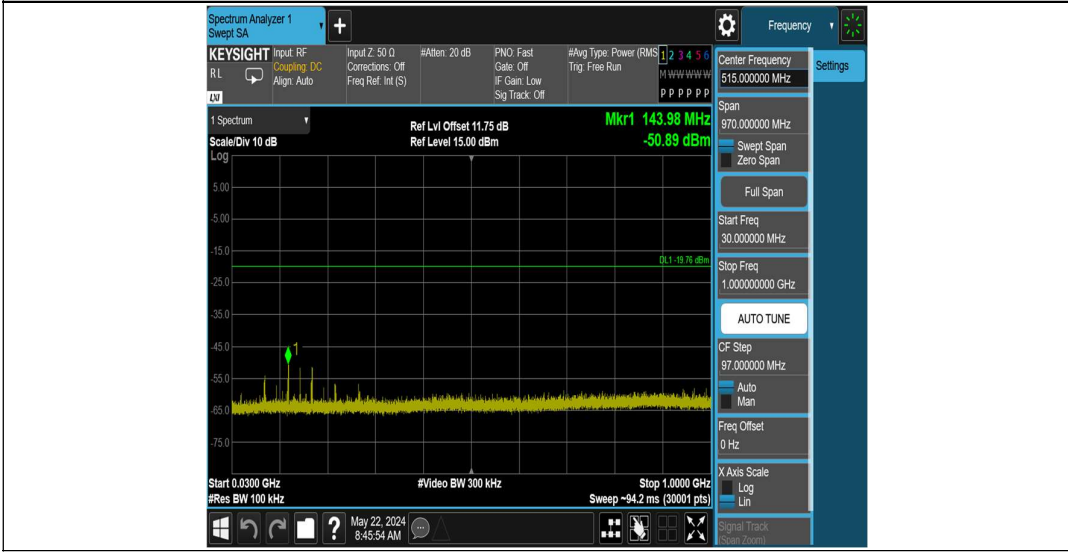 Spectrum Analyzer 1
Swept SA
Frequency
KEYSIGHT
RL
LXI
Input: RF
Coupling: DC
Align: Auto
Input Z: 50 Ω
Corrections: Off
Freq Ref: Int (S)
#Atten: 20 dB
PNO: Fast
Gate: Off
IF Gain: Low
Sig Track: Off
#Avg Type: Power (RMS
Trig: Free Run
1 2 3 4 5 6
M W W W W W
P P P P P P
1 Spectrum
Scale/Div 10 dB
Ref Lvl Offset 11.75 dB
Ref Level 15.00 dBm
Mkr1 143.98 MHz
-50.89 dBm
Log
5.00
-5.00
-15.0
DL1 -19.76 dBm
-25.0
-35.0
-45.0
1
-55.0
-65.0
-75.0
Start 0.0300 GHz
#Video BW 300 kHz
Stop 1.0000 GHz
#Res BW 100 kHz
Sweep ~94.2 ms (30001 pts)
May 22, 2024
8:45:54 AM
Settings
Center Frequency
515.000000 MHz
Span
970.000000 MHz
Swept Span
Zero Span
Full Span
Start Freq
30.000000 MHz
Stop Freq
1.000000000 GHz
AUTO TUNE
CF Step
97.000000 MHz
Auto
Man
Freq Offset
0 Hz
X Axis Scale
Log
Lin
Signal Track
(Span Zoom)